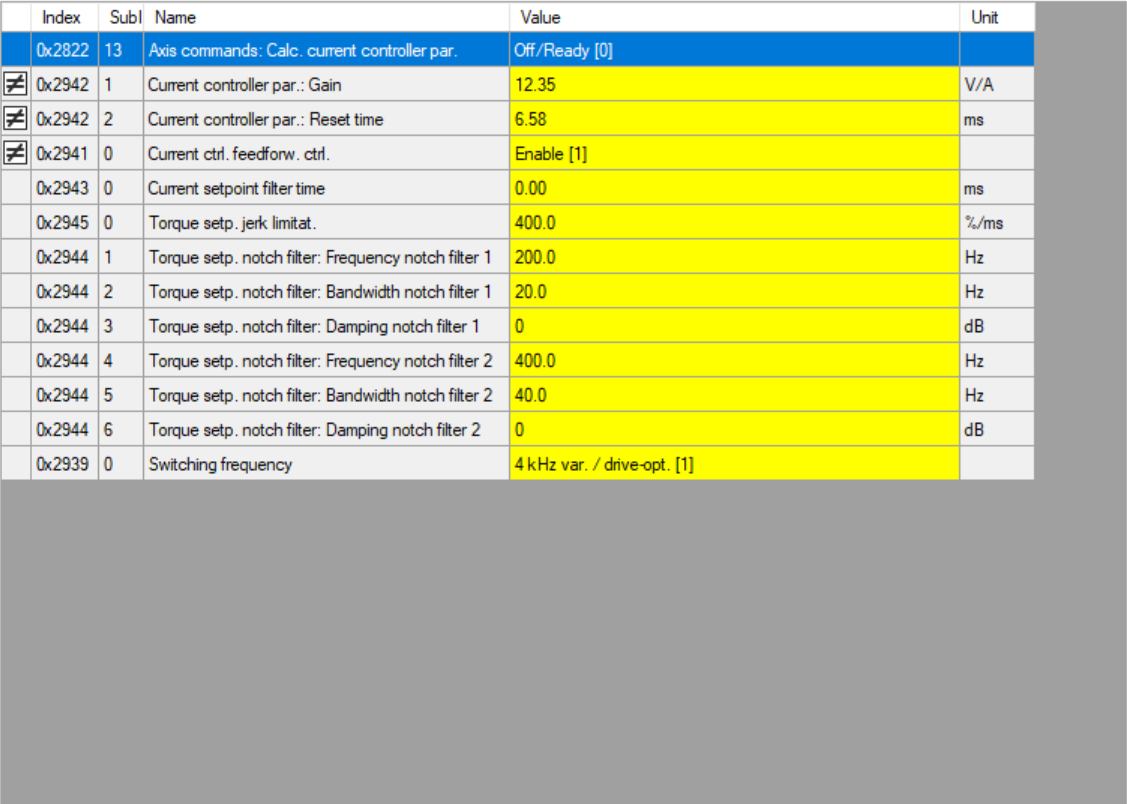 Index SubI Name Value Unit
0x2822 13 Axis commands: Calc. current controller par. Off/Ready [0]
≠ 0x2942 1 Current controller par.: Gain 12.35 V/A
≠ 0x2942 2 Current controller par.: Reset time 6.58 ms
≠ 0x2941 0 Current ctrl. feedforw. ctrl. Enable [1]
0x2943 0 Current setpoint filter time 0.00 ms
0x2945 0 Torque setp. jerk limitat. 400.0 %/ms
0x2944 1 Torque setp. notch filter: Frequency notch filter 1 200.0 Hz
0x2944 2 Torque setp. notch filter: Bandwidth notch filter 1 20.0 Hz
0x2944 3 Torque setp. notch filter: Damping notch filter 1 0 dB
0x2944 4 Torque setp. notch filter: Frequency notch filter 2 400.0 Hz
0x2944 5 Torque setp. notch filter: Bandwidth notch filter 2 40.0 Hz
0x2944 6 Torque setp. notch filter: Damping notch filter 2 0 dB
0x2939 0 Switching frequency 4 kHz var. / drive-opt. [1]